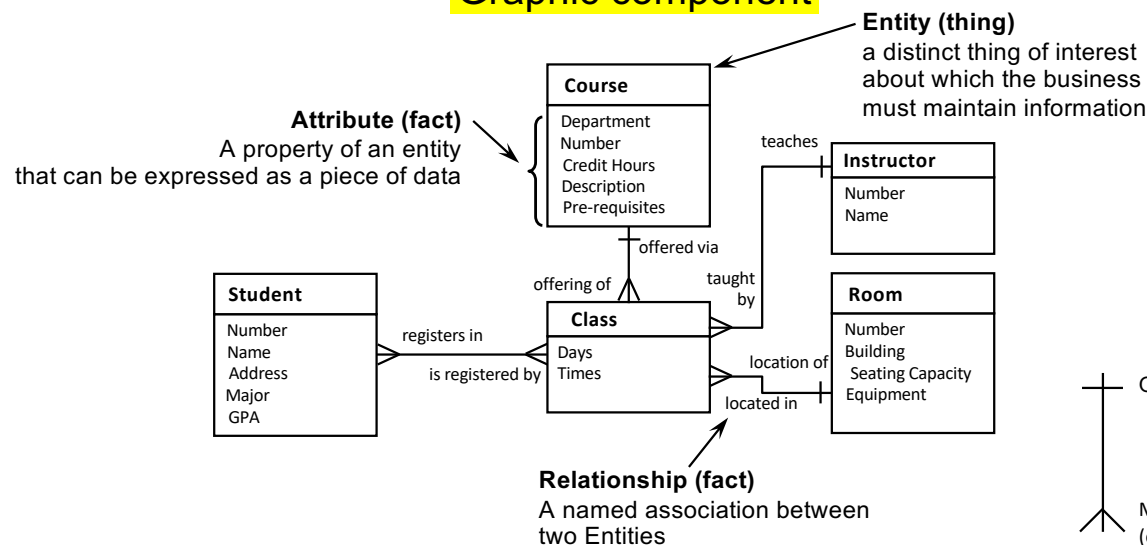 Graphic component
Entity (thing)
a distinct thing of interest
about which the business
must maintain information
Attribute (fact)
A property of an entity
that can be expressed as a piece of data
Course
Department
Number
Credit Hours
Description
Pre-requisites
teaches
Instructor
Number
Name
offered via
offering of
taught
by
Student
Number
Name
Address
Major
GPA
registers in
is registered by
Class
Days
Times
location of
located in
Room
Number
Building
Seating Capacity
Equipment
Relationship (fact)
A named association between
two Entities